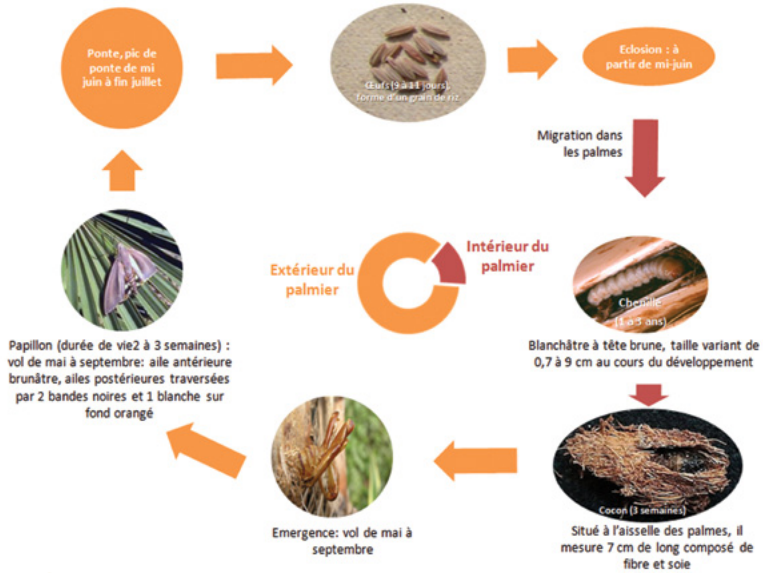 Ponte, pic de
ponte de mi
juin à fin juillet
Œufs (9 à 11 jours),
forme d'un grain de riz
Eclosion : à
partir de mi-juin
Migration dans
les palmes
Intérieur du
palmier
Extérieur du
palmier
Chenille
(1 à 3 ans)
Blanchâtre à tête brune, taille variant de
0,7 à 9 cm au cours du développement
Cocon (3 semaines)
Situé à l'aisselle des palmes, il
mesure 7 cm de long composé de
fibre et soie
Emergence: vol de mai à
septembre
Papillon (durée de vie2 à 3 semaines) :
vol de mai à septembre: aile antérieure
brunâtre, ailes postérieures traversées
par 2 bandes noires et 1 blanche sur
fond orangé